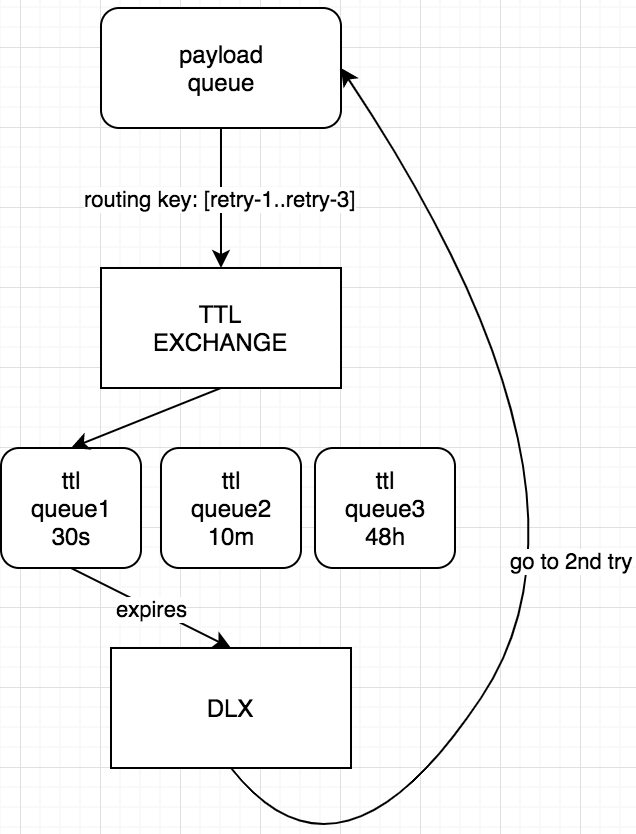 payload
queue
routing key: [retry-1..retry-3]
TTL
EXCHANGE
ttl
queue1
30s
ttl
queue2
10m
ttl
queue3
48h
go to 2nd try
expires
DLX